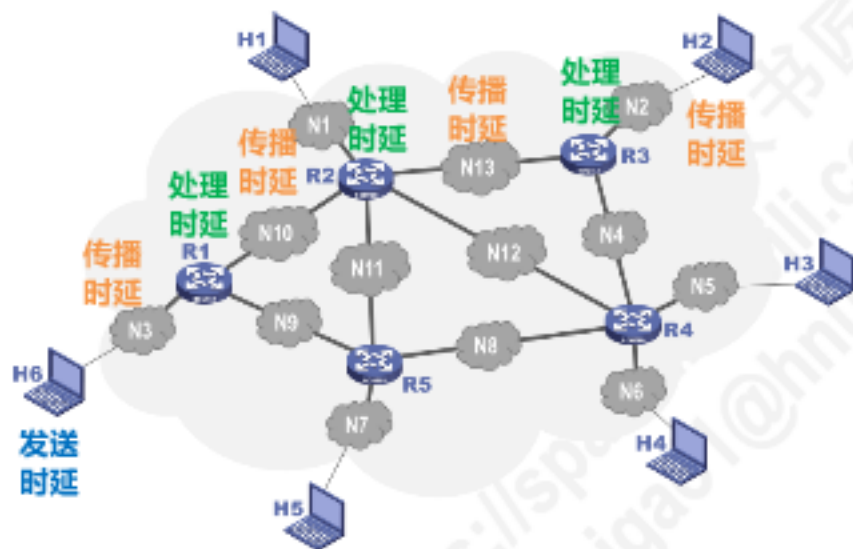 H1
H2
处理
时延
传播
时延
处理
时延
N1
N2
传播
时延
传播
时延
R2
N13
R3
处理
时延
N10
N11
N12
N4
H3
传播
时延
R1
N5
N3
N9
N8
R4
H6
R5
N6
发送
时延
N7
H4
H5